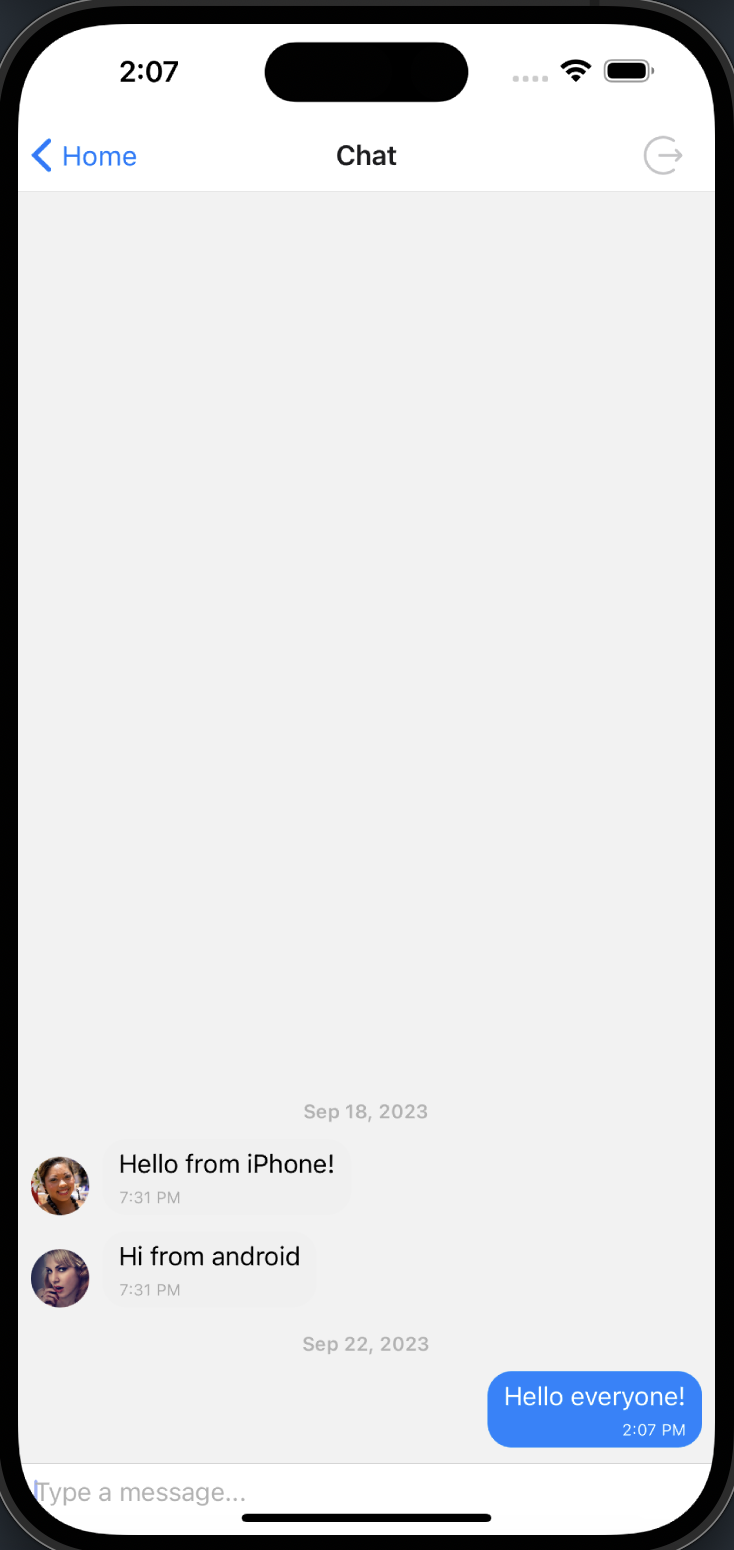 2:07
Home
Chat
Sep 18, 2023
Hello from iPhone!
7:31 PM
Hi from android
7:31 PM
Sep 22, 2023
Hello everyone!
2:07 PM
Type a message...